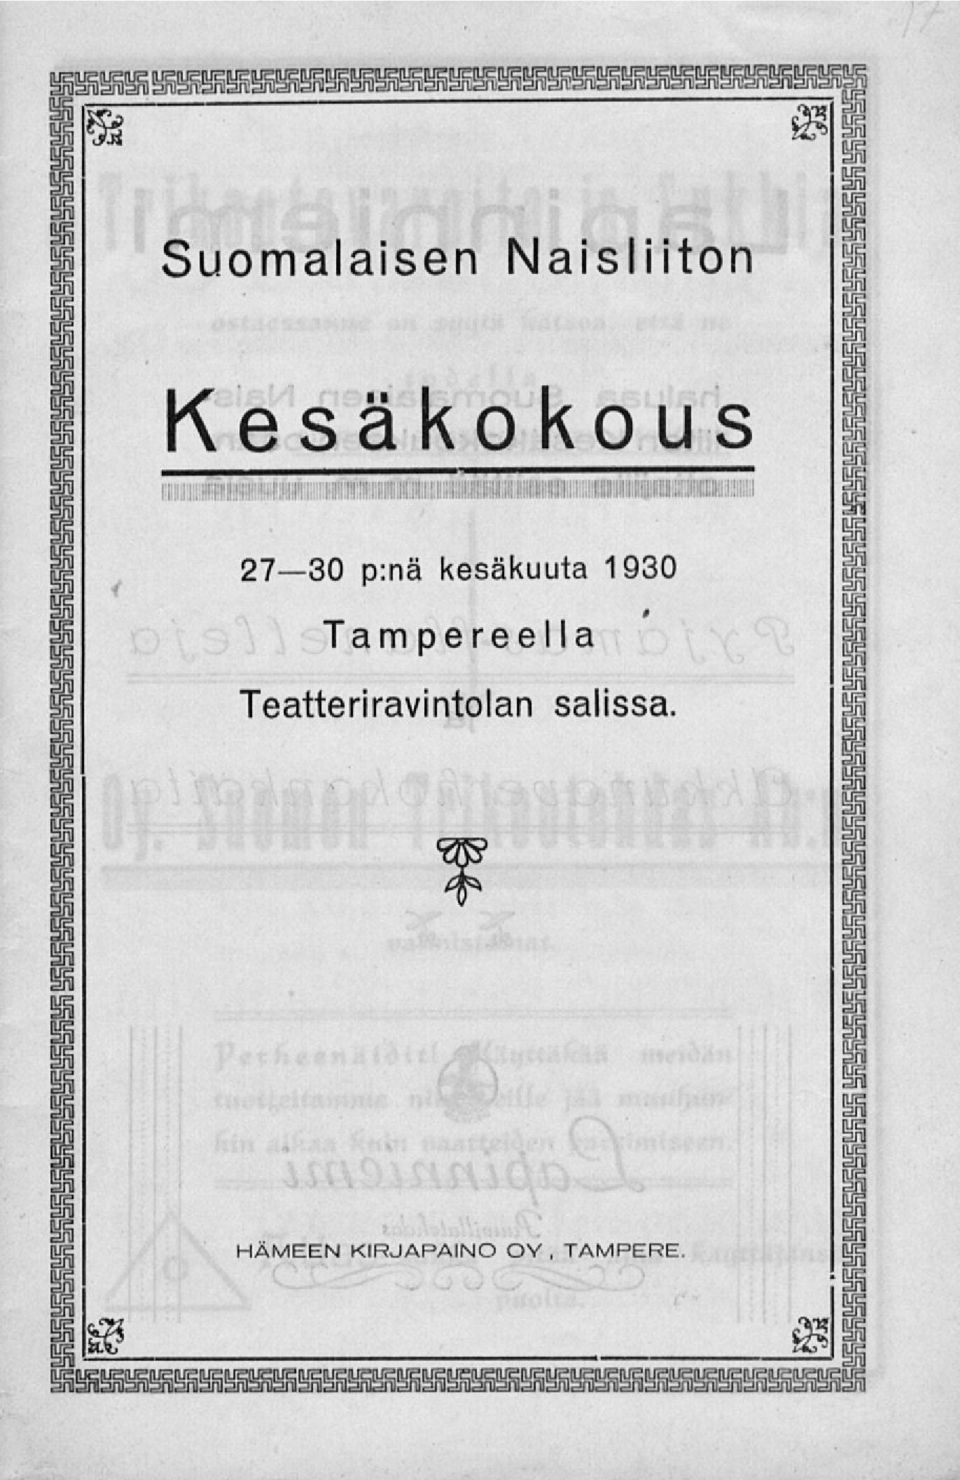 Suomalaisen Naisliiton
Kesäkokous
27—30 p:nä kesäkuuta 1930
Tampereella
Teatteriravintolan salissa.
HÄMEEN KIRJAPAINO OY, TAMPERE.